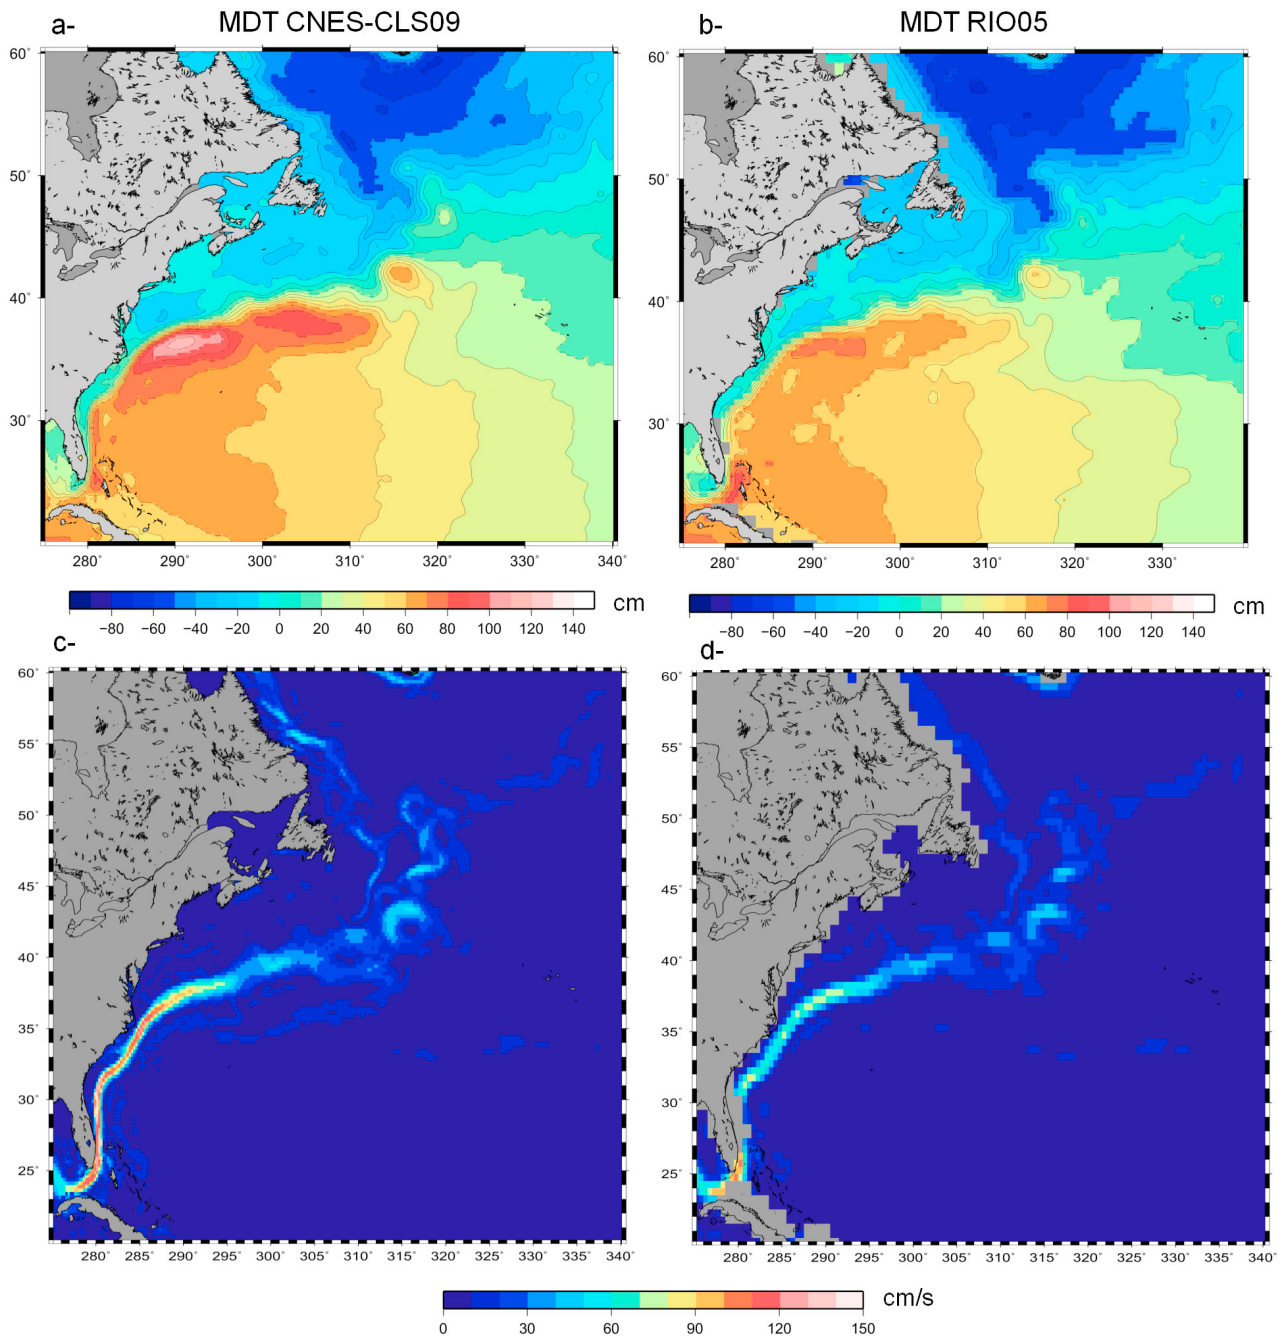 a- MDT CNES-CLS09
b- MDT RIO05
60° 60°
50° 50°
40° 40°
30° 30°
280 290 300 310 320 330 340
280 290 300 310 320 330
−80 −60 −40 −20 0 20 40 60 80 100 120 140 cm
−80 −60 −40 −20 0 20 40 60 80 100 120 140 cm
c-
d-
60° 60°
55° 55°
50° 50°
45° 45°
40° 40°
35° 35°
30° 30°
25° 25°
280 285 290 295 300 305 310 315 320 325 330 335 340
280 285 290 295 300 305 310 315 320 325 330 335 340°
cm/s
0 30 60 90 120 150